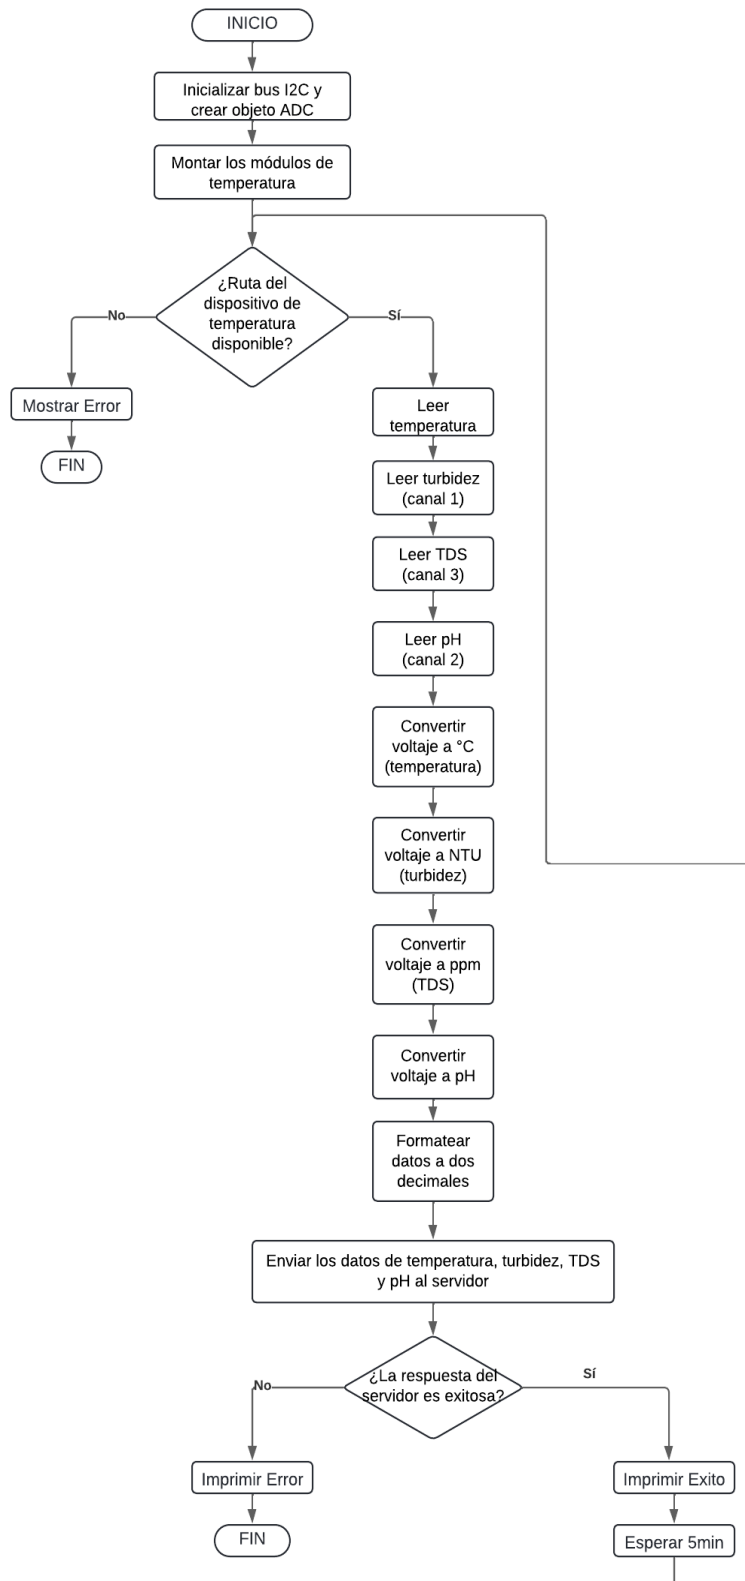 INICIO
Inicializar bus I2C y
crear objeto ADC
Montar los módulos de
temperatura
¿Ruta del
dispositivo de
temperatura
disponible?
No
Sí
Mostrar Error
FIN
Leer
temperatura
Leer turbidez
(canal 1)
Leer TDS
(canal 3)
Leer pH
(canal 2)
Convertir
voltaje a °C
(temperatura)
Convertir
voltaje a NTU
(turbidez)
Convertir
voltaje a ppm
(TDS)
Convertir
voltaje a pH
Formatear
datos a dos
decimales
Enviar los datos de temperatura, turbidez, TDS
y pH al servidor
¿La respuesta del
servidor es exitosa?
No
Sí
Imprimir Error
FIN
Imprimir Exito
Esperar 5min